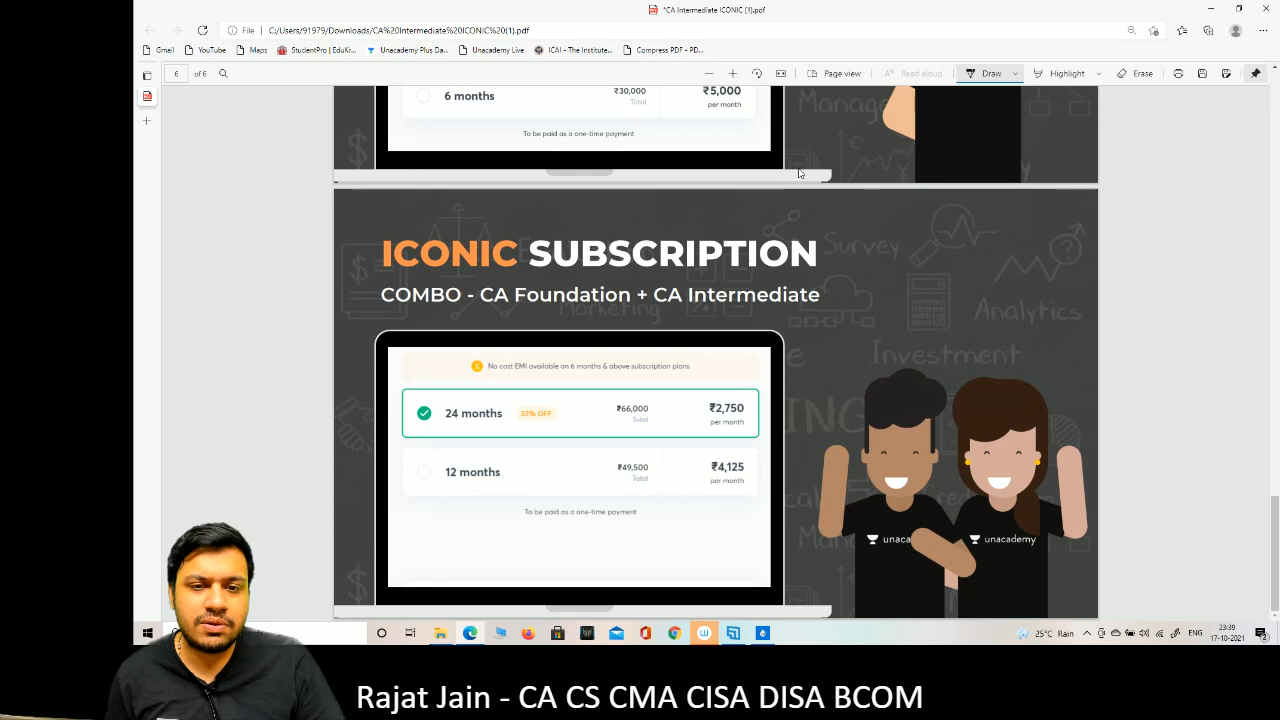 *CA Intermediate ICONIC (1).pdf
File C:/Users/91979/Downloads/CA%20Intermediate%20ICONIC%20(1).pdf
Gmail YouTube Maps StudentPro | EduKr... Unacademy Plus Da... Unacademy Live ICAI - The Institute... Compress PDF - PD...
6 of 6 Page view Read aloud Draw Highlight Erase
6 months ₹30,000 ₹5,000
Total per month
To be paid as a one-time payment
ICONIC SUBSCRIPTION
COMBO - CA Foundation + CA Intermediate
Survey
Marketing
Analytics
Investment
No cost EMI available on 6 months & above subscription plans
24 months 33% OFF ₹66,000 ₹2,750
Total per month
12 months ₹49,500 ₹4,125
Total per month
To be paid as a one-time payment
unaca
unacademy
25°C Rain ENG 23:39
17-10-2021
Rajat Jain - CA CS CMA CISA DISA BCOM